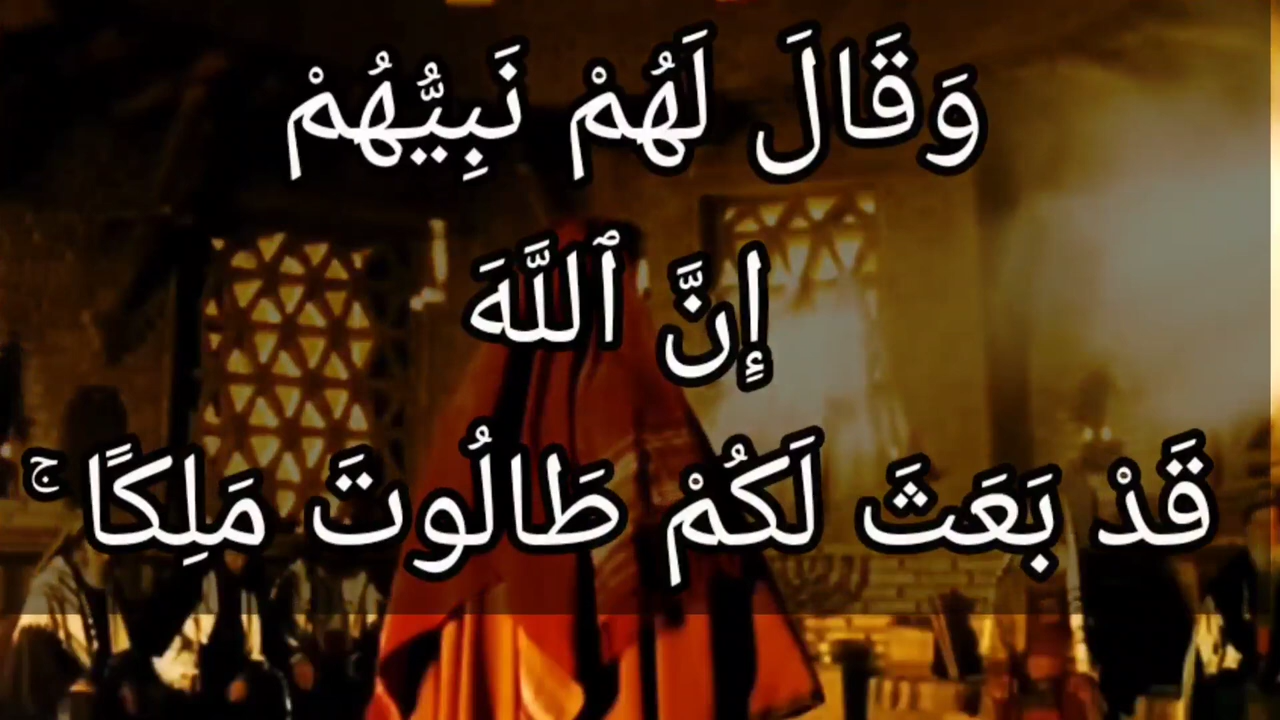 وَقَالَ لَهُمْ نَبِيُّهُمْ
إِنَّ ٱللَّهَ
قَدْ بَعَثَ لَكُمْ طَالُوتَ مَلِكًا ۚ